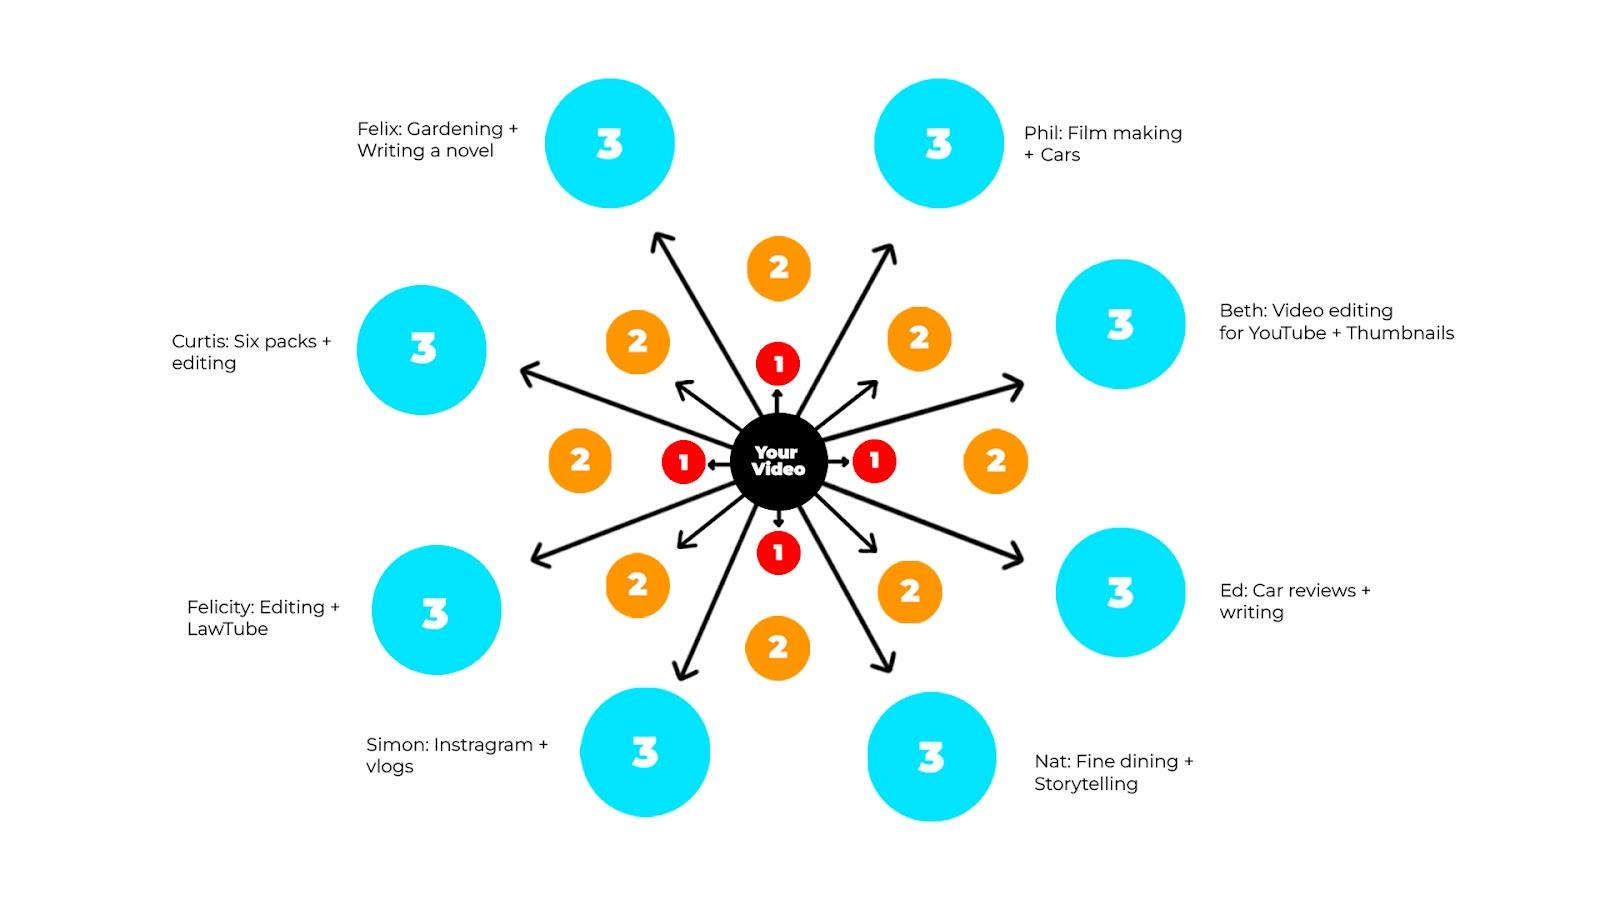 Felix: Gardening +
Writing a novel
3
3
Phil: Film making
+ Cars
2
Curtis: Six packs +
editing
3
2
1
2
3
Beth: Video editing
for YouTube + Thumbnails
2
1
Your
Video
1
2
Felicity: Editing +
LawTube
3
2
1
2
3
Ed: Car reviews +
writing
2
Simon: Instragram +
vlogs
3
3
Nat: Fine dining +
Storytelling